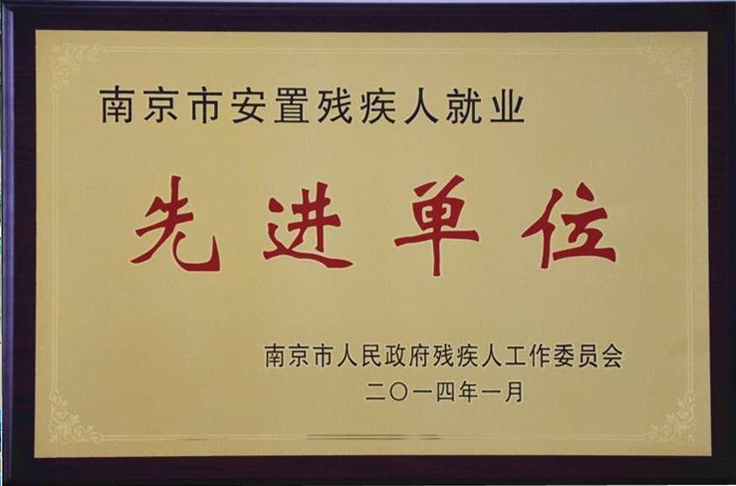 南京市安置残疾人就业
先进单位
南京市人民政府残疾人工作委员会
二〇一四年一月